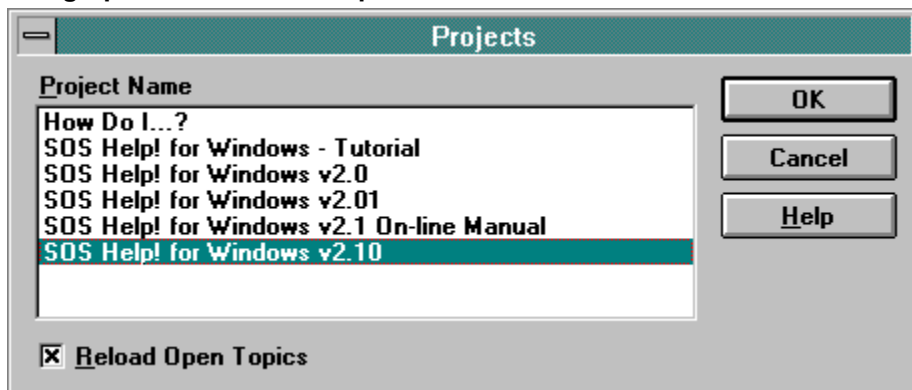 Projects
Project Name
How Do I...?
SOS Help! for Windows - Tutorial
SOS Help! for Windows v2.0
SOS Help! for Windows v2.01
SOS Help! for Windows v2.1 On-line Manual
SOS Help! for Windows v2.10
OK
Cancel
Help
Reload Open Topics